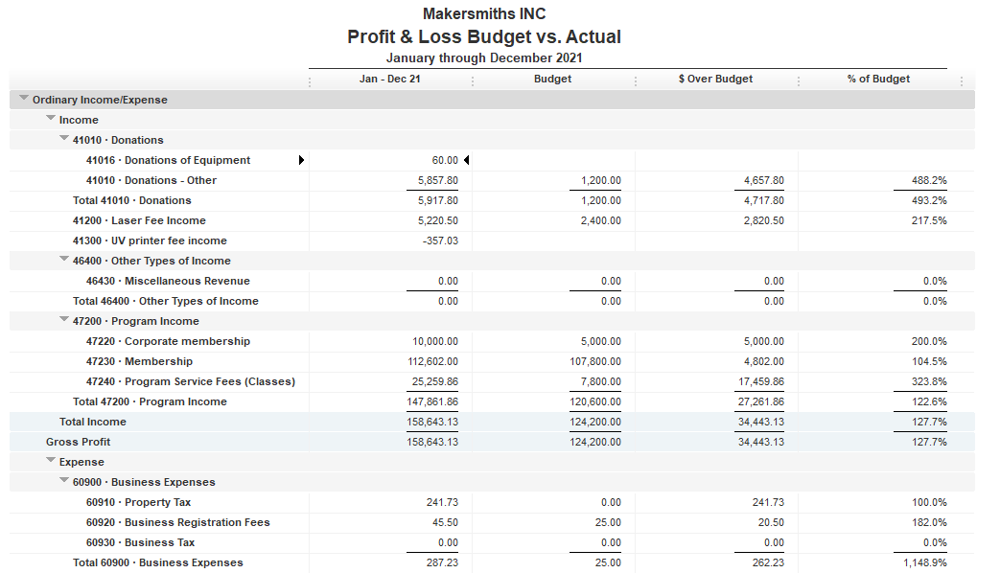 Makersmiths INC
Profit & Loss Budget vs. Actual
January through December 2021
Jan - Dec 21 Budget $ Over Budget % of Budget
Ordinary Income/Expense
Income
41010 · Donations
41016 · Donations of Equipment 60.00
41010 · Donations - Other 5,857.80 1,200.00 4,657.80 488.2%
Total 41010 · Donations 5,917.80 1,200.00 4,717.80 493.2%
41200 · Laser Fee Income 5,220.50 2,400.00 2,820.50 217.5%
41300 · UV printer fee income -357.03
46400 · Other Types of Income
46430 · Miscellaneous Revenue 0.00 0.00 0.00 0.0%
Total 46400 · Other Types of Income 0.00 0.00 0.00 0.0%
47200 · Program Income
47220 · Corporate membership 10,000.00 5,000.00 5,000.00 200.0%
47230 · Membership 112,602.00 107,800.00 4,802.00 104.5%
47240 · Program Service Fees (Classes) 25,259.86 7,800.00 17,459.86 323.8%
Total 47200 · Program Income 147,861.86 120,600.00 27,261.86 122.6%
Total Income 158,643.13 124,200.00 34,443.13 127.7%
Gross Profit 158,643.13 124,200.00 34,443.13 127.7%
Expense
60900 · Business Expenses
60910 · Property Tax 241.73 0.00 241.73 100.0%
60920 · Business Registration Fees 45.50 25.00 20.50 182.0%
60930 · Business Tax 0.00 0.00 0.00 0.0%
Total 60900 · Business Expenses 287.23 25.00 262.23 1,148.9%